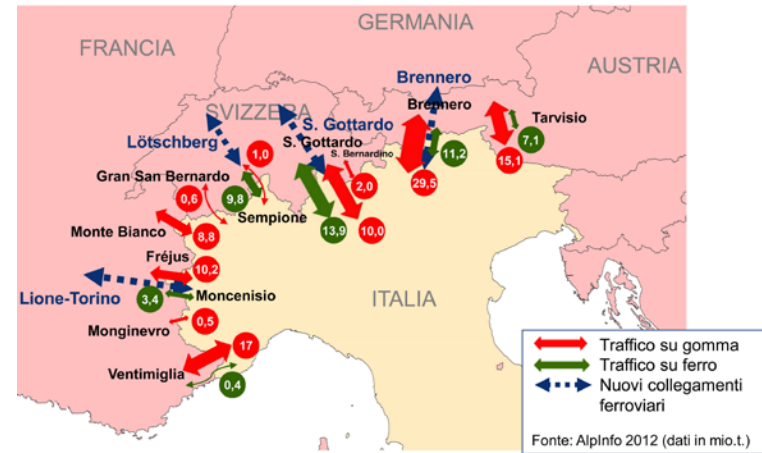 GERMANIA
FRANCIA
AUSTRIA
Brennero
Brennero
SVIZZERA
S. Gottardo
Tarvisio
Lötschberg
S. Gottardo
S. Bernardino
1,0
11,2
7,1
15,1
Gran San Bernardo
2,0
29,5
0,6
9,8
Sempione
Monte Bianco
8,8
13,9
10,0
Fréjus
10,2
Lione-Torino
3,4
Moncenisio
ITALIA
Monginevro
0,5
17
Ventimiglia
0,4
Traffico su gomma
Traffico su ferro
Nuovi collegamenti
ferroviari
Fonte: AlpInfo 2012 (dati in mio.t.)